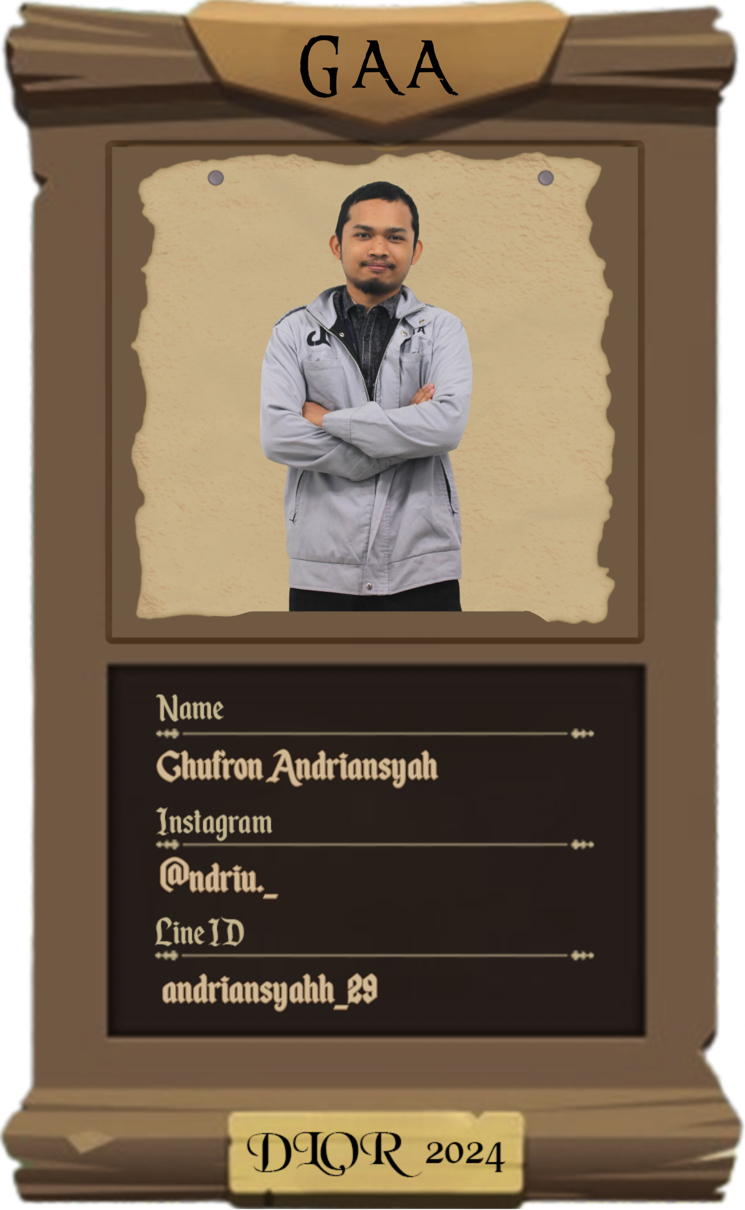 GAA
Name
Ghufron Andriansyah
Instagram
@ndriu._
Line ID
andriansyahh_29
DLOR 2024